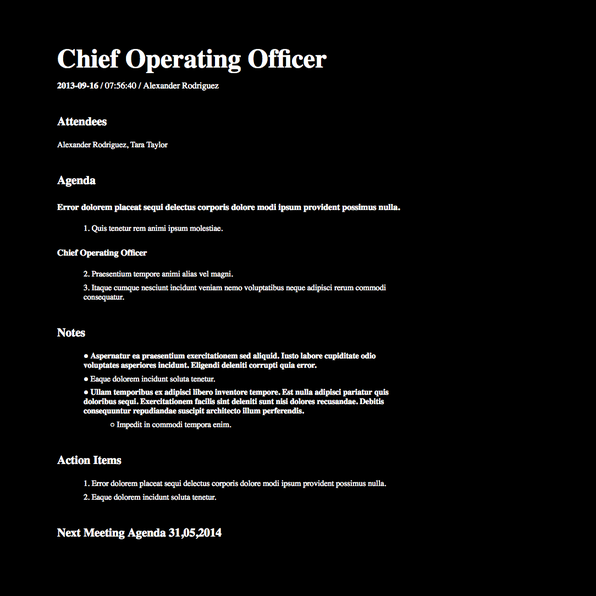 Chief Operating Officer
2013-09-16 / 07:56:40 / Alexander Rodriguez
Attendees
Alexander Rodriguez, Tara Taylor
Agenda
Error dolorem placeat sequi delectus corporis dolore modi ipsum provident possimus nulla.
1. Quis tenetur rem animi ipsum molestiae.
Chief Operating Officer
2. Praesentium tempore animi alias vel magni.
3. Itaque cumque nesciunt incidunt veniam nemo voluptatibus neque adipisci rerum commodi
consequatur.
Notes
● Aspernatur ea praesentium exercitationem sed aliquid. Iusto labore cupiditate odio
voluptates asperiores incidunt. Eligendi deleniti corrupti quia error.
● Eaque dolorem incidunt soluta tenetur.
● Ullam temporibus ex adipisci libero inventore tempore. Est nulla adipisci pariatur quis
doloribus sequi. Exercitationem facilis sint deleniti sunt nisi dolores recusandae. Debitis
consequuntur repudiandae suscipit architecto illum perferendis.
○ Impedit in commodi tempora enim.
Action Items
1. Error dolorem placeat sequi delectus corporis dolore modi ipsum provident possimus nulla.
2. Eaque dolorem incidunt soluta tenetur.
Next Meeting Agenda 31,05,2014